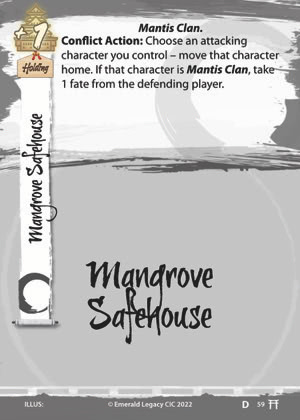 1
Holding
Mantis Clan.
Conflict Action: Choose an attacking
character you control – move that character
home. If that character is Mantis Clan, take
1 fate from the defending player.
Mangrove Safehouse
Mangrove
Safehouse
ILLUS:
© Emerald Legacy CIC 2022
D 59